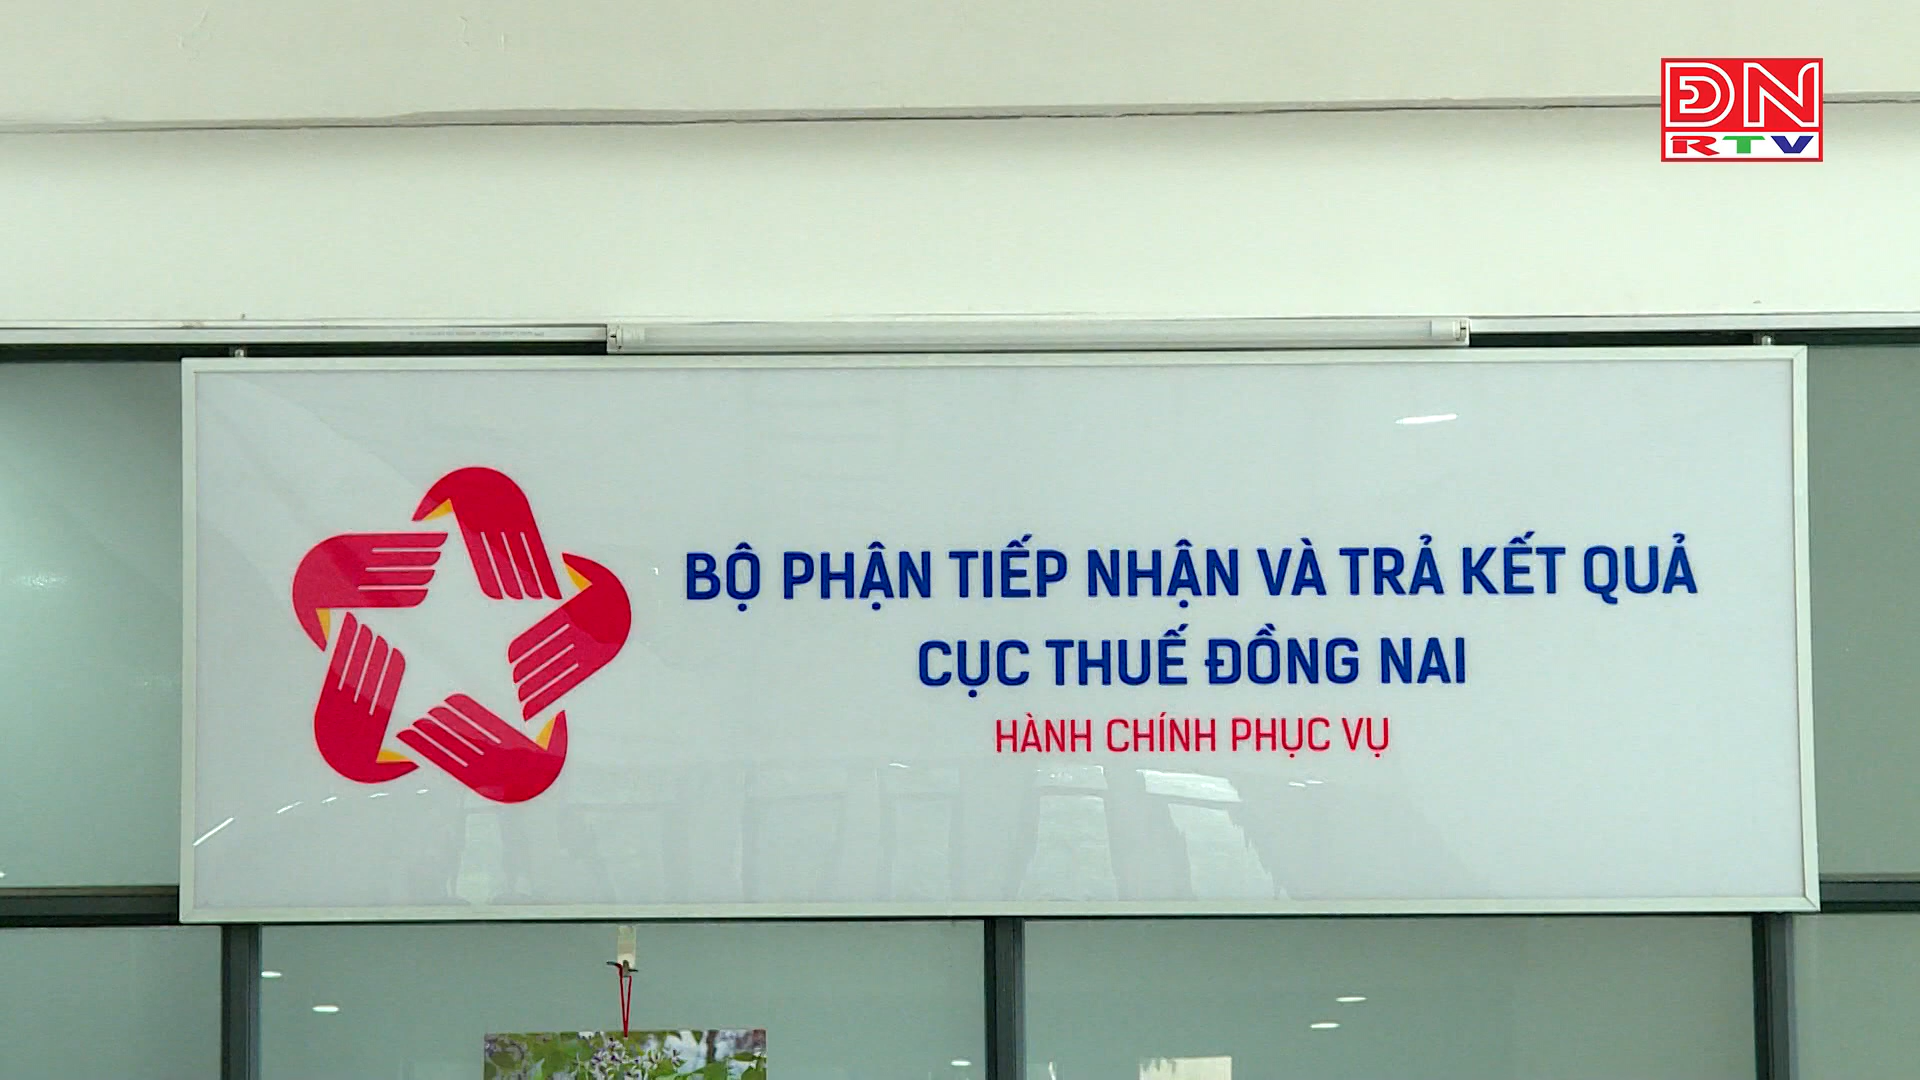 ĐN
RTV
BỘ PHẬN TIẾP NHẬN VÀ TRẢ KẾT QUẢ
CỤC THUẾ ĐỒNG NAI
HÀNH CHÍNH PHỤC VỤ